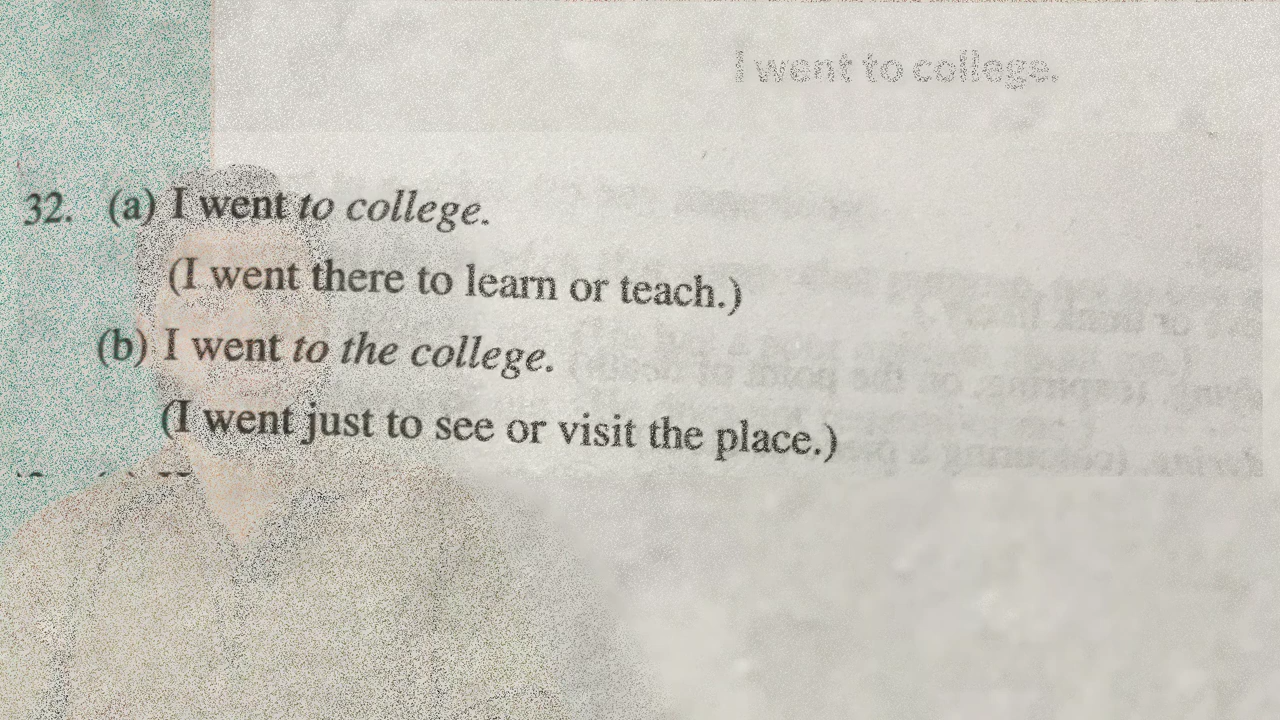 I went to college.
32. (a) I went to college.
(I went there to learn or teach.)
(b) I went to the college.
(I went just to see or visit the place.)